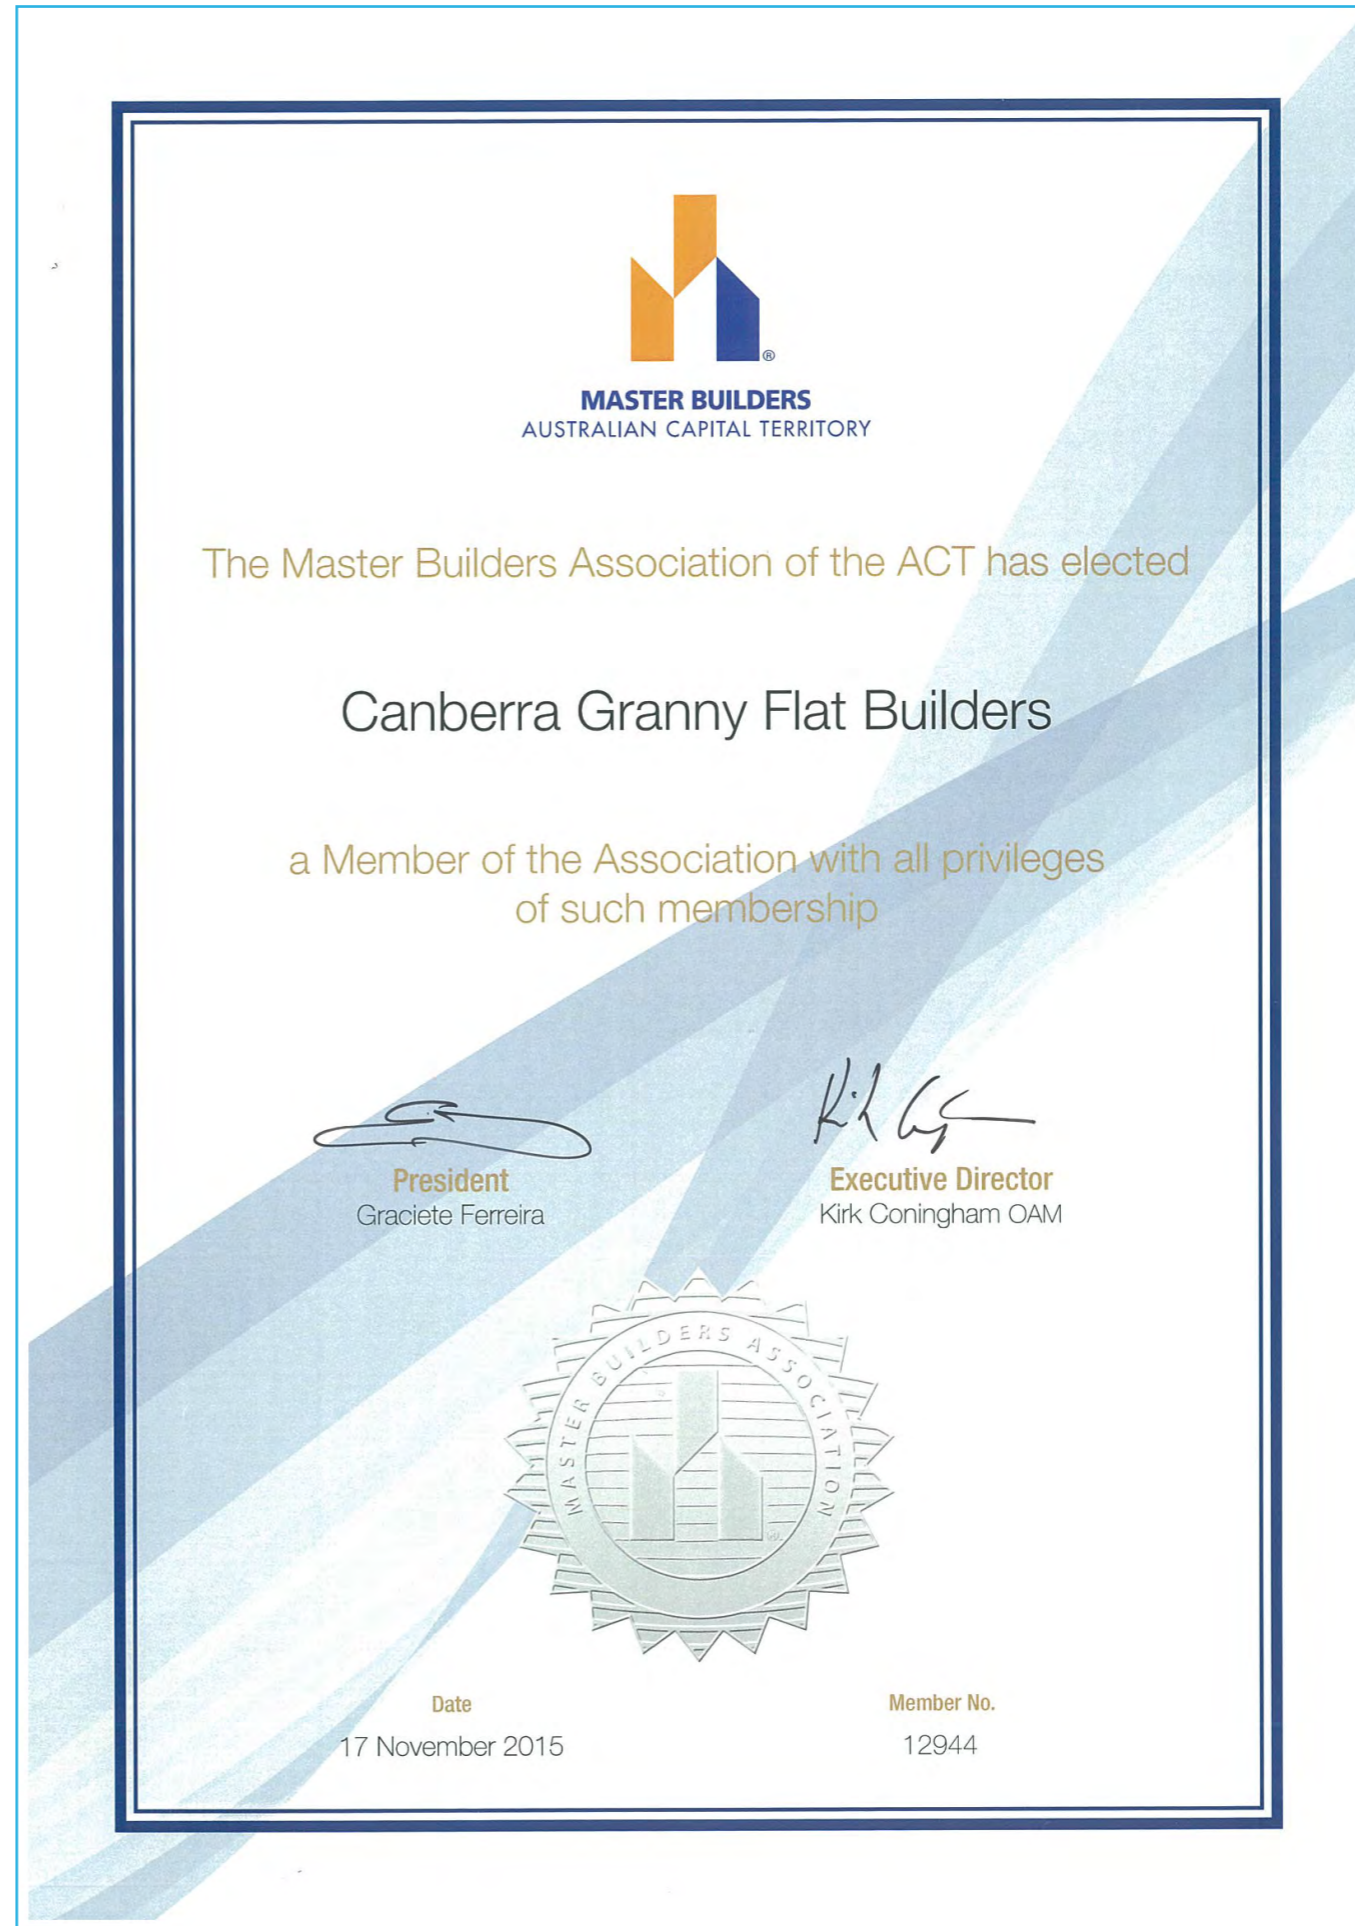 ®
MASTER BUILDERS
AUSTRALIAN CAPITAL TERRITORY
The Master Builders Association of the ACT has elected
Canberra Granny Flat Builders
a Member of the Association with all privileges
of such membership
President
Graciete Ferreira
Executive Director
Kirk Coningham OAM
MASTER BUILDERS ASSOCIATION
Date
17 November 2015
Member No.
12944